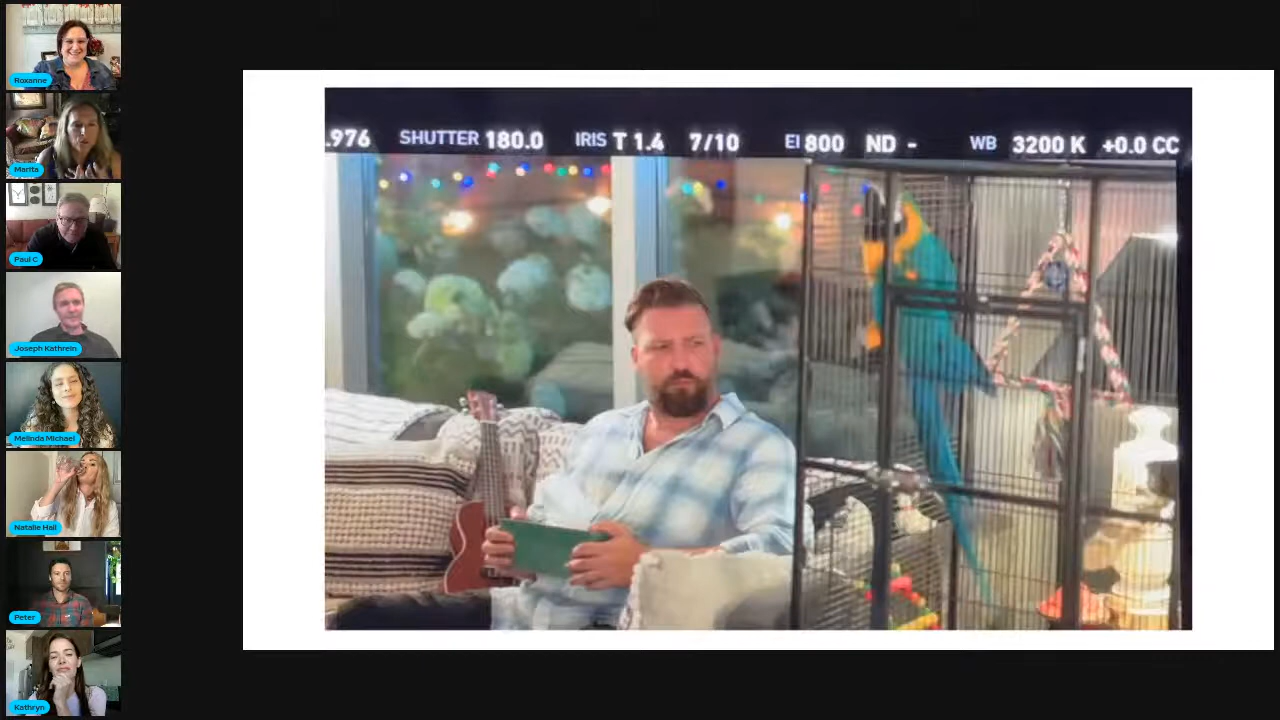 Roxanne
Marita
Paul C
Joseph Kathrein
Melinda Michael
Natalie Hall
Peter
Kathryn
.976 SHUTTER 180.0 IRIS T 1.4 7/10 EI 800 ND - WB 3200 K +0.0 CC